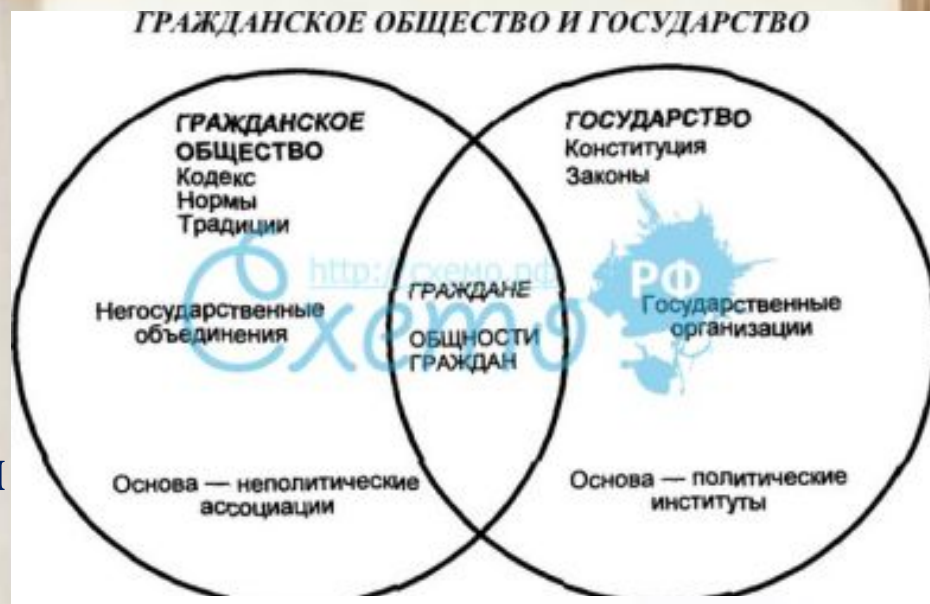 ГРАЖДАНСКОЕ ОБЩЕСТВО И ГОСУДАРСТВО
ГРАЖДАНСКОЕ
ОБЩЕСТВО
Кодекс
Нормы
Традиции
Негосударственные
объединения
Основа — неполитические
ассоциации
ГРАЖДАНЕ
ОБЩНОСТИ
ГРАЖДАН
ГОСУДАРСТВО
Конституция
Законы
Государственные
организации
Основа — политические
институты
http://схемо.рф
Схемо
РФ